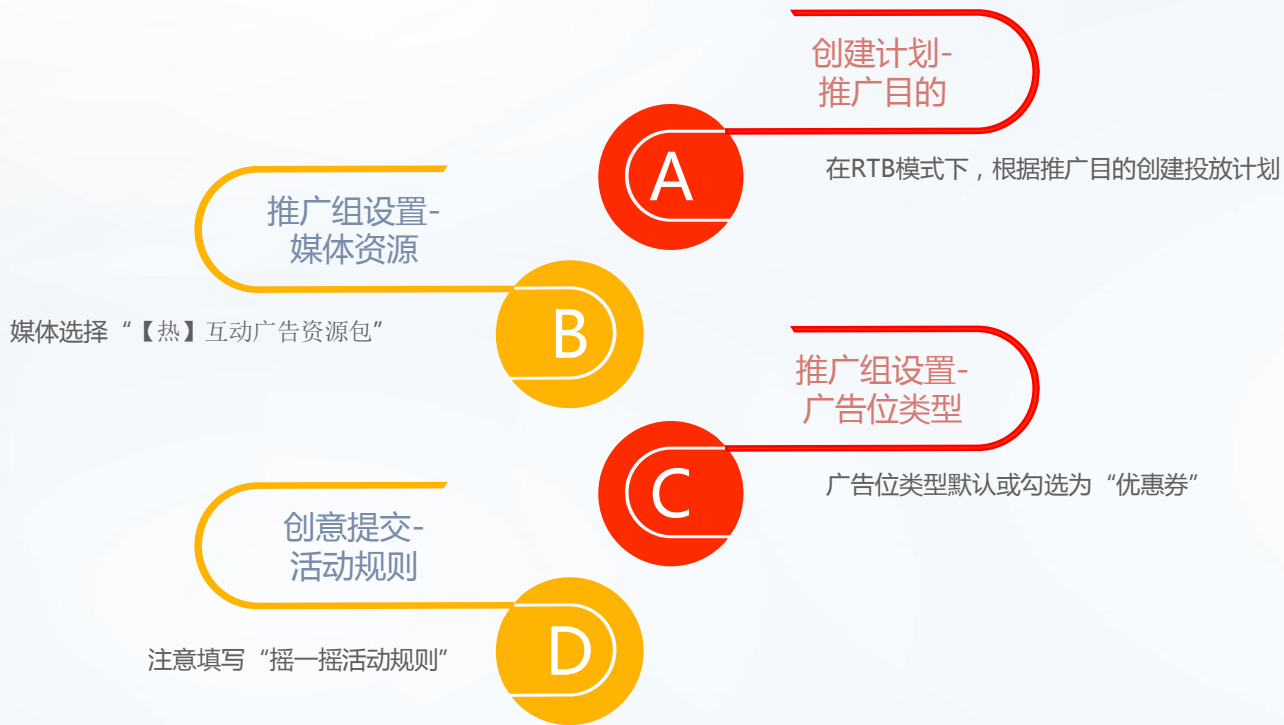 创建计划-
推广目的
A
在RTB模式下，根据推广目的创建投放计划
推广组设置-
媒体资源
B
媒体选择“【热】互动广告资源包”
推广组设置-
广告位类型
C
广告位类型默认或勾选为“优惠券”
创意提交-
活动规则
D
注意填写“摇一摇活动规则”